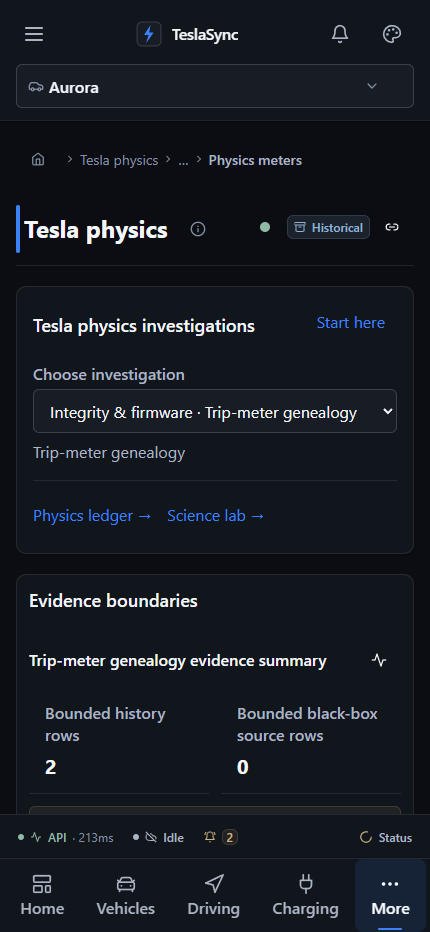 TeslaSync
Aurora
Tesla physics
...
Physics meters
Tesla physics
Historical
Tesla physics investigations
Start here
Choose investigation
Integrity & firmware · Trip-meter genealogy
Trip-meter genealogy
Physics ledger →
Science lab →
Evidence boundaries
Trip-meter genealogy evidence summary
Bounded history
rows
2
Bounded black-box
source rows
0
API · 213ms
Idle
2
Status
Home
Vehicles
Driving
Charging
More